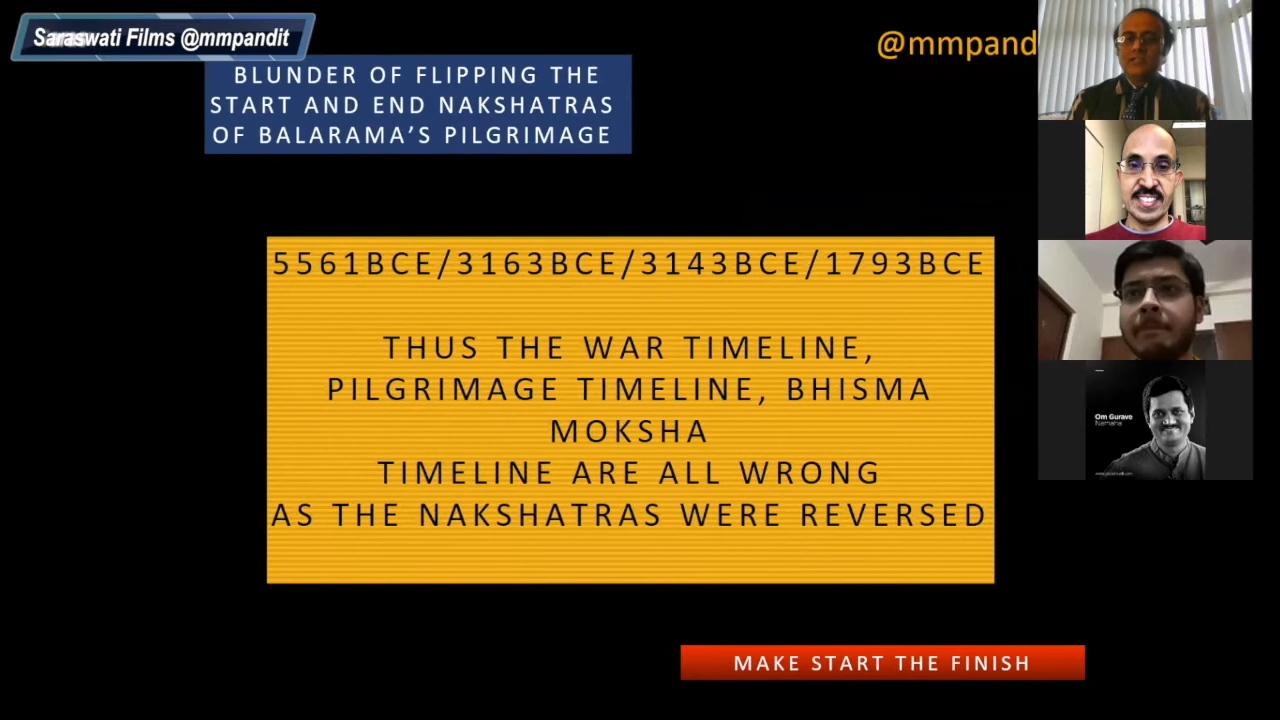 Saraswati Films @mmpandit
@mmpand
BLUNDER OF FLIPPING THE
START AND END NAKSHATRAS
OF BALARAMA'S PILGRIMAGE
5561BCE/3163BCE/3143BCE/1793BCE
THUS THE WAR TIMELINE,
PILGRIMAGE TIMELINE, BHISMA
MOKSHA
TIMELINE ARE ALL WRONG
AS THE NAKSHATRAS WERE REVERSED
MAKE START THE FINISH
Om Gurave
Namaha